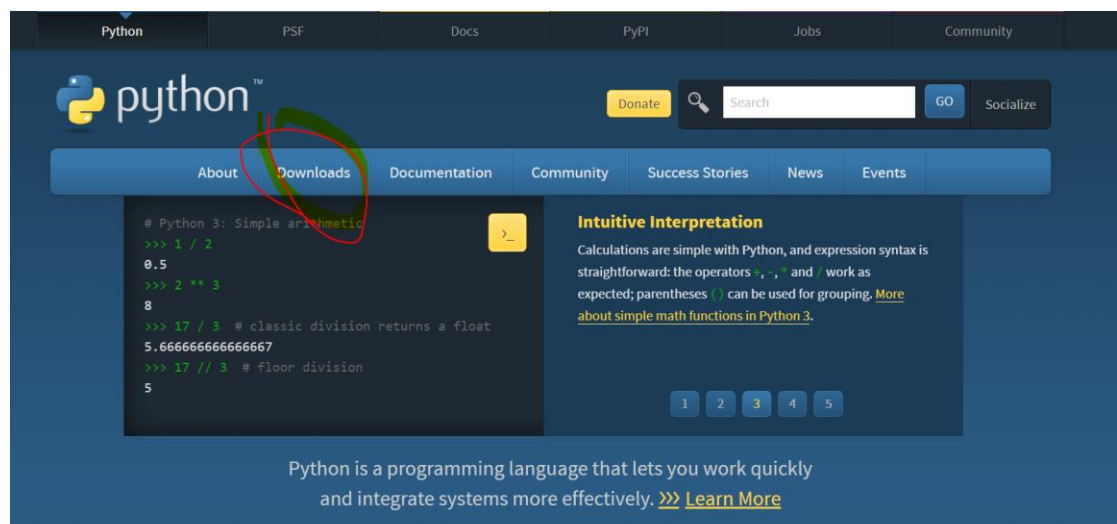 Python PSF Docs PyPI Jobs Community
python™
Donate Search GO Socialize
About Downloads Documentation Community Success Stories News Events
# Python 3: Simple arithmetic
>>> 1 / 2
0.5
>>> 2 ** 3
8
>>> 17 / 3  # classic division returns a float
5.666666666666667
>>> 17 // 3  # floor division
5
>_
Intuitive Interpretation
Calculations are simple with Python, and expression syntax is
straightforward: the operators +, -, * and / work as
expected; parentheses () can be used for grouping. More
about simple math functions in Python 3.
1 2 3 4 5
Python is a programming language that lets you work quickly
and integrate systems more effectively. >>> Learn More